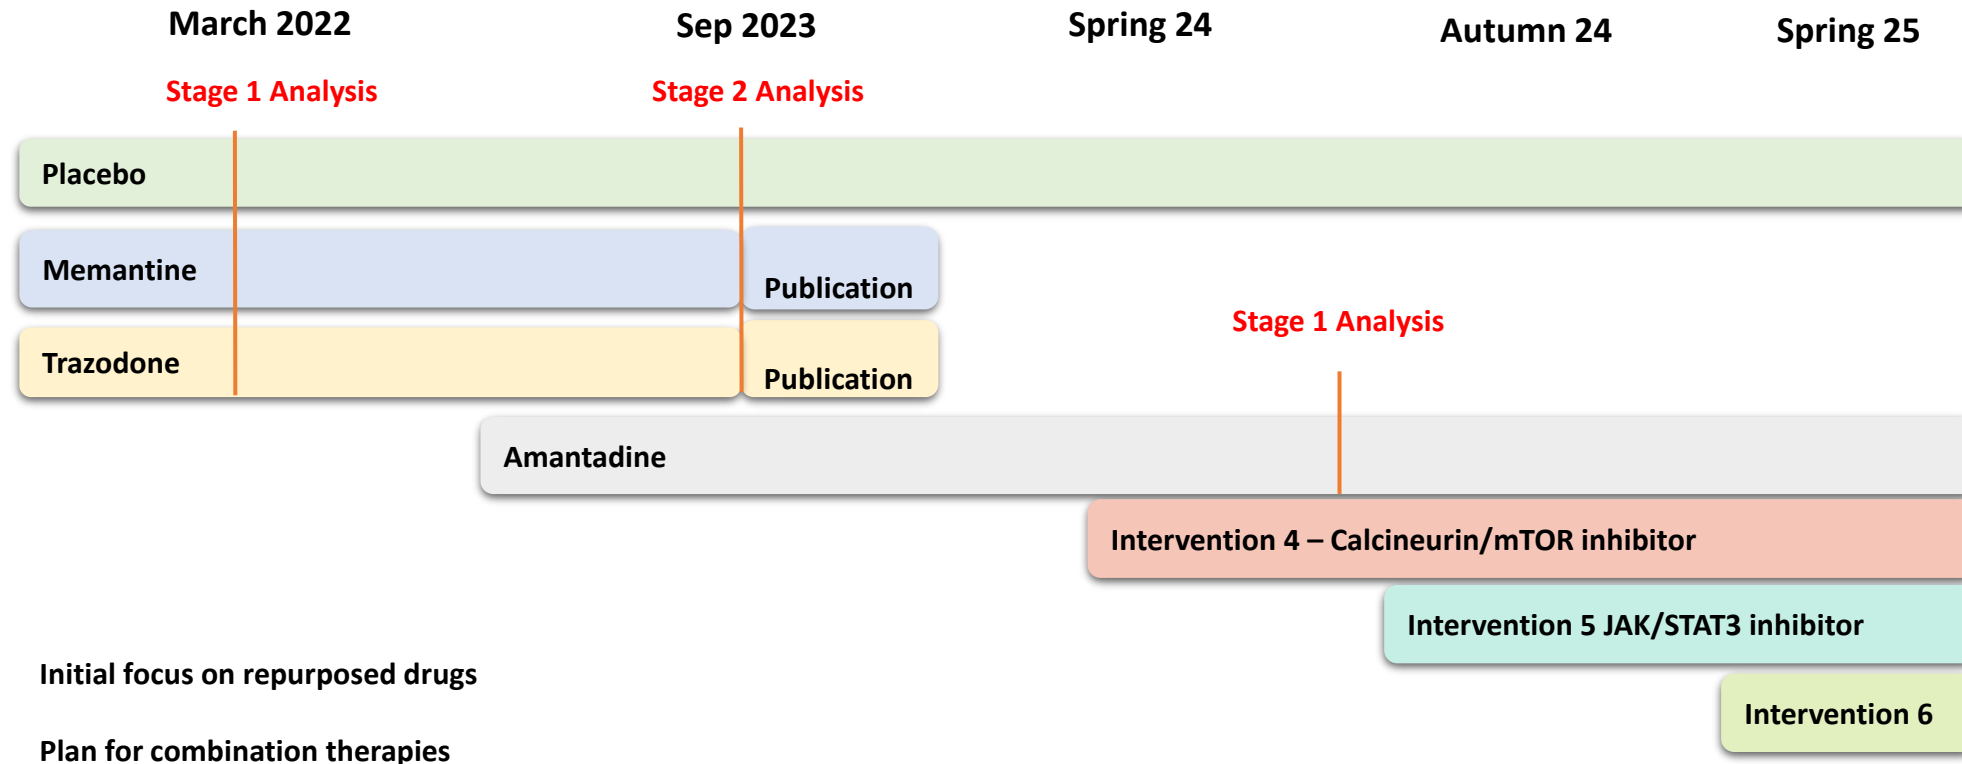 March 2022
Sep 2023
Spring 24
Autumn 24
Spring 25
Stage 1 Analysis
Stage 2 Analysis
Placebo
Memantine
Publication
Trazodone
Publication
Stage 1 Analysis
Amantadine
Intervention 4 – Calcineurin/mTOR inhibitor
Intervention 5 JAK/STAT3 inhibitor
Intervention 6
Initial focus on repurposed drugs
Plan for combination therapies